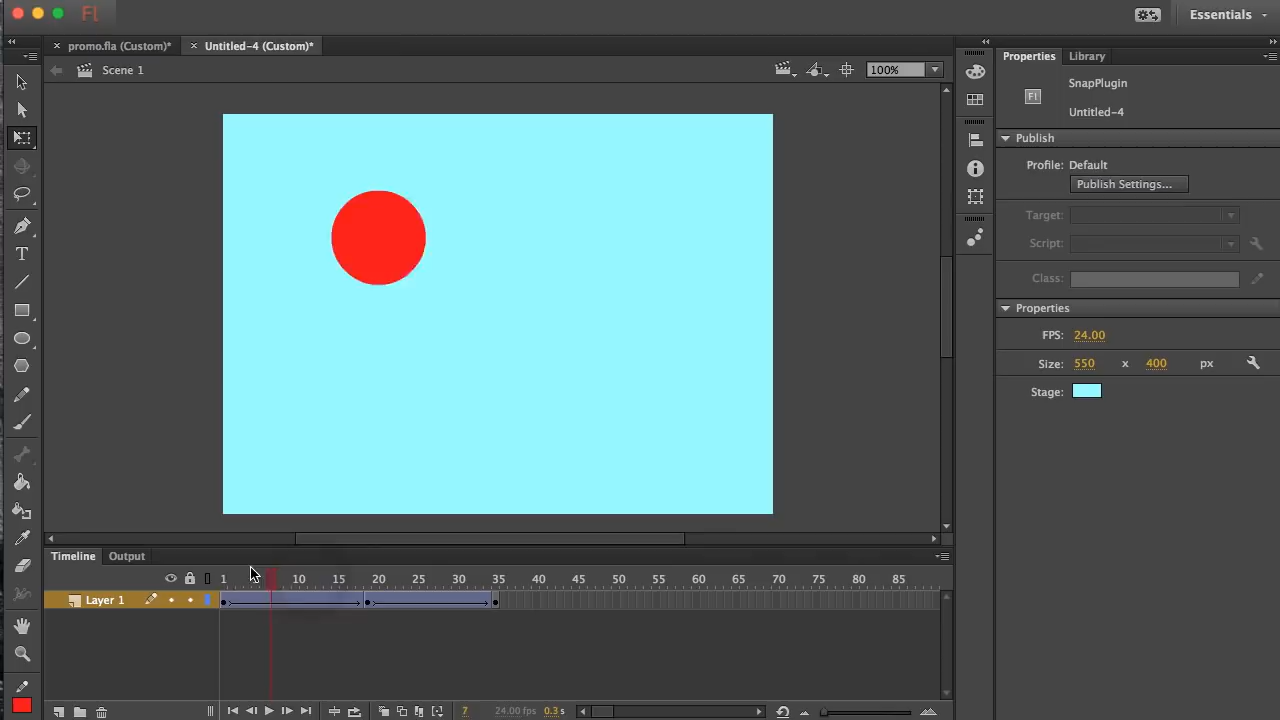 Fl
Essentials
promo.fla (Custom)*
Untitled-4 (Custom)*
Scene 1
100%
Properties
Library
SnapPlugin
Fl
Untitled-4
Publish
Profile: Default
Publish Settings...
Target:
Script:
Class:
Properties
FPS: 24.00
Size: 550 x 400 px
Stage:
Timeline
Output
1 10 15 20 25 30 35 40 45 50 55 60 65 70 75 80 85
Layer 1
7 24.00 fps 0.3 s